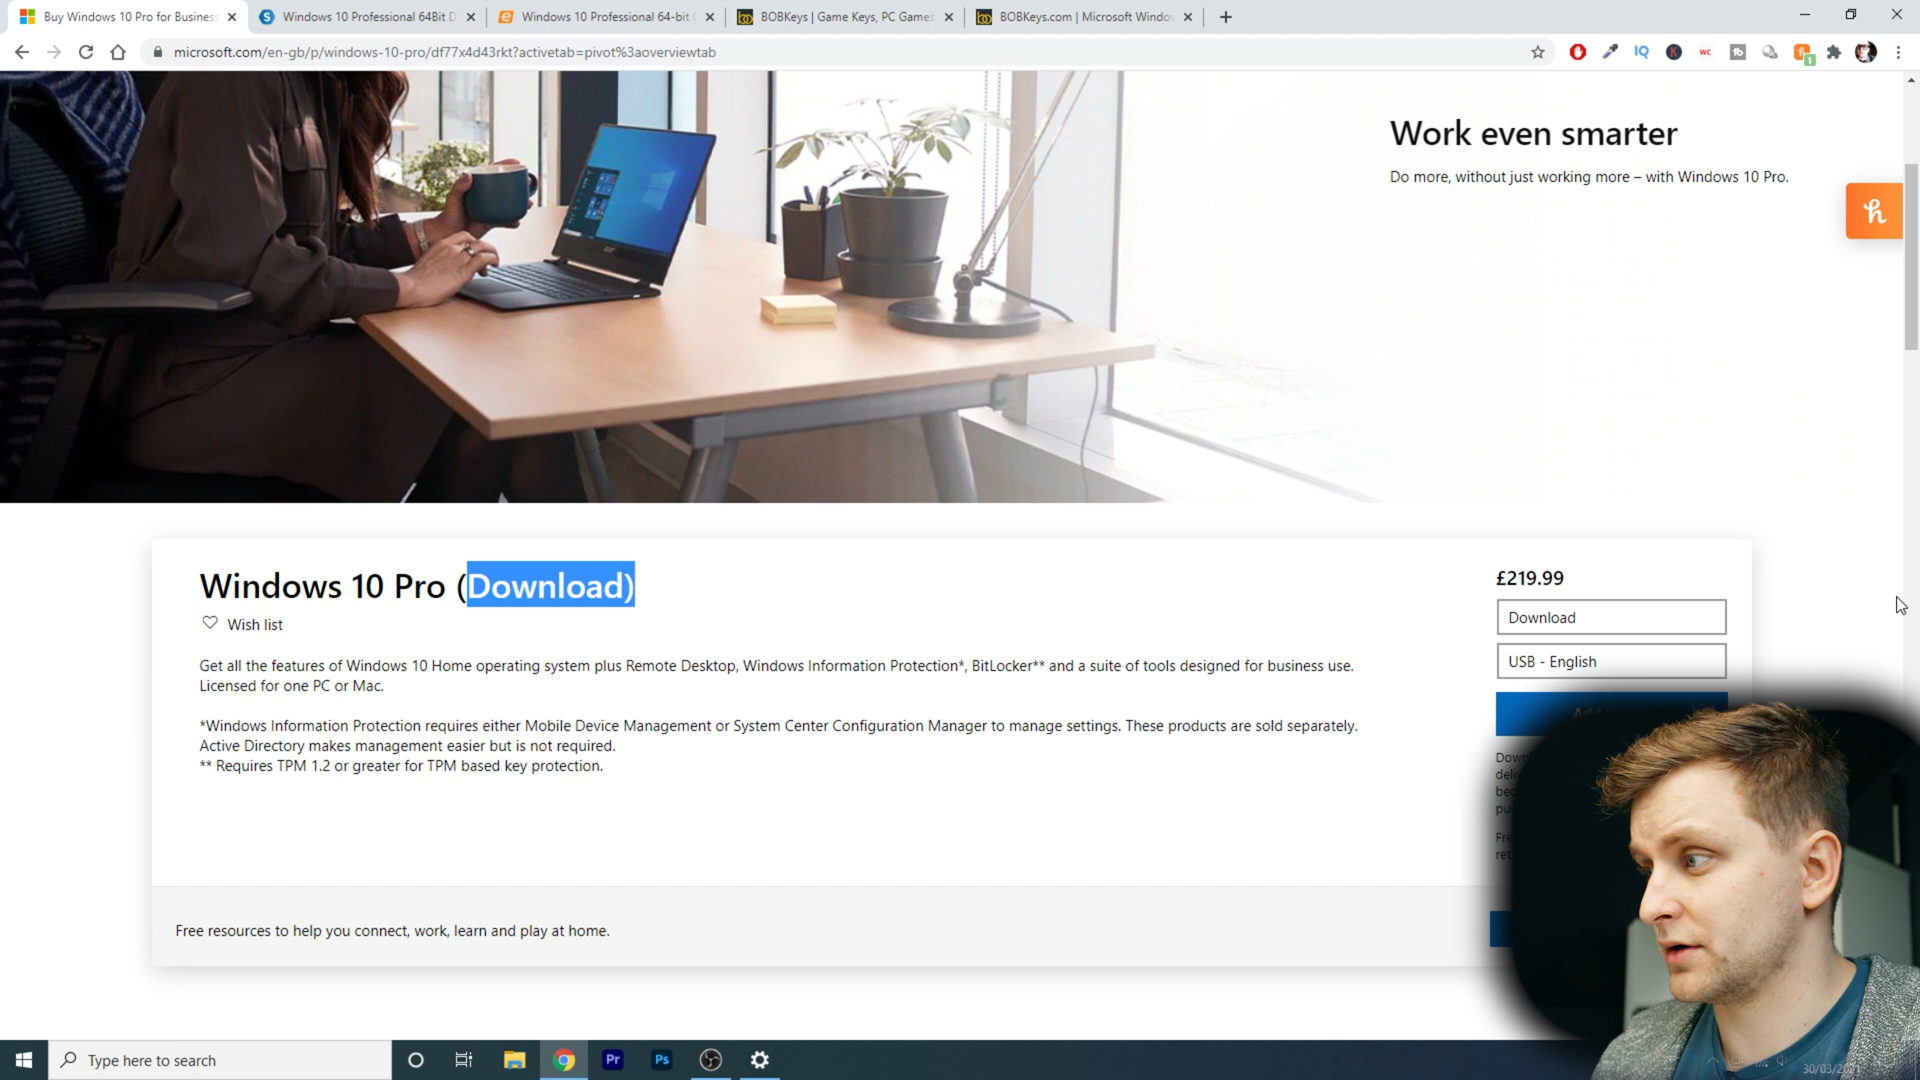 Buy Windows 10 Pro for Business
Windows 10 Professional 64Bit D
Windows 10 Professional 64-bit
BOBKeys | Game Keys, PC Games
BOBKeys.com | Microsoft Windo
microsoft.com/en-gb/p/windows-10-pro/df77x4d43rkt?activetab=pivot%3aoverviewtab
Work even smarter
Do more, without just working more – with Windows 10 Pro.
Windows 10 Pro (Download)
Wish list
Get all the features of Windows 10 Home operating system plus Remote Desktop, Windows Information Protection*, BitLocker** and a suite of tools designed for business use.
Licensed for one PC or Mac.
*Windows Information Protection requires either Mobile Device Management or System Center Configuration Manager to manage settings. These products are sold separately.
Active Directory makes management easier but is not required.
** Requires TPM 1.2 or greater for TPM based key protection.
£219.99
Download
USB - English
Free resources to help you connect, work, learn and play at home.
Type here to search
Pr
Ps